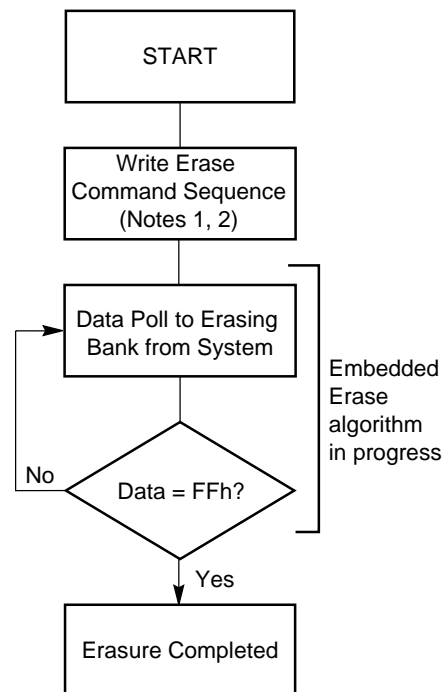 START
Write Erase
Command Sequence
(Notes 1, 2)
Data Poll to Erasing
Bank from System
Embedded
Erase
algorithm
in progress
No
Data = FFh?
Yes
Erasure Completed